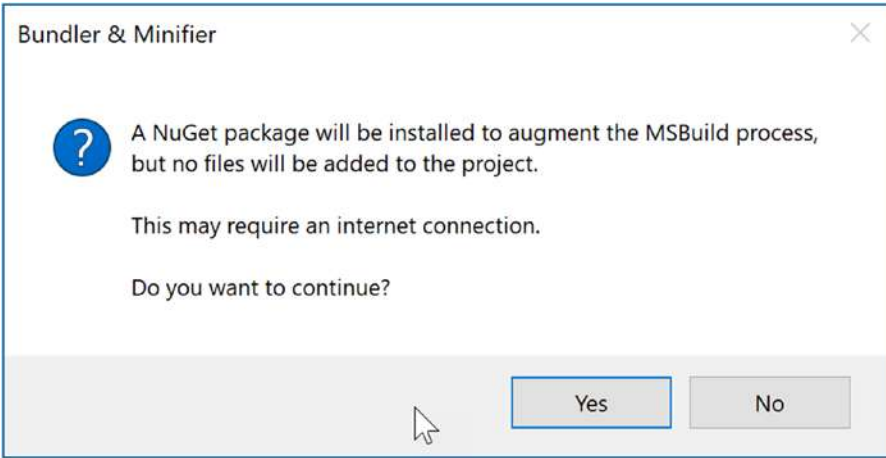 Bundler & Minifier
A NuGet package will be installed to augment the MSBuild process,
but no files will be added to the project.
This may require an internet connection.
Do you want to continue?
Yes
No